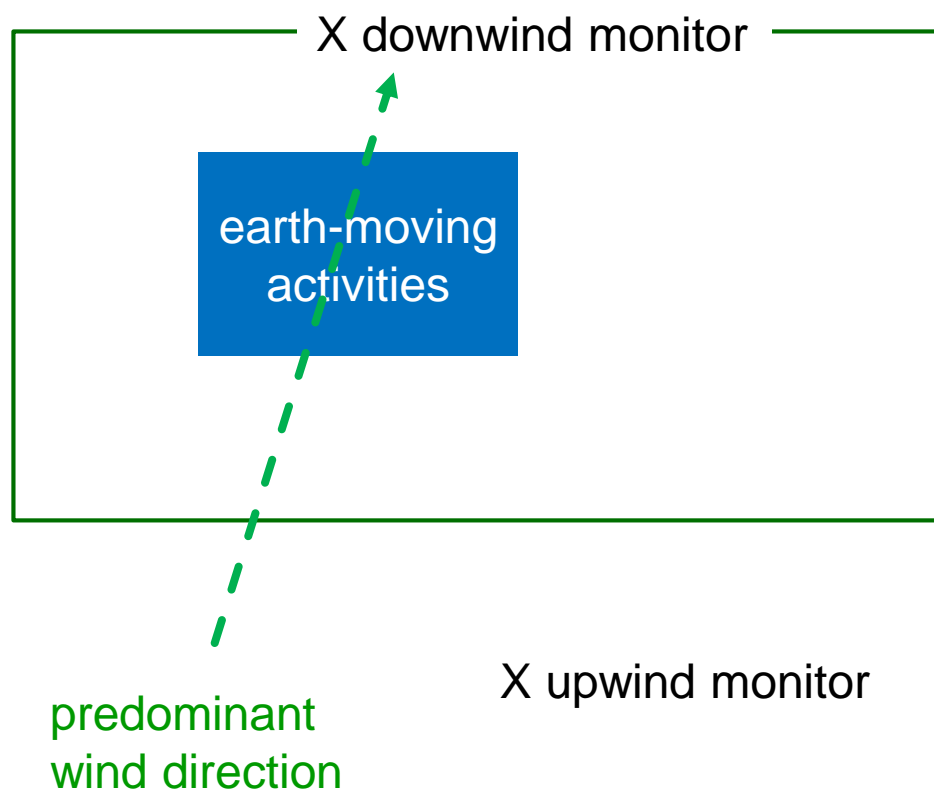 X downwind monitor
earth-moving
activities
X upwind monitor
predominant
wind direction